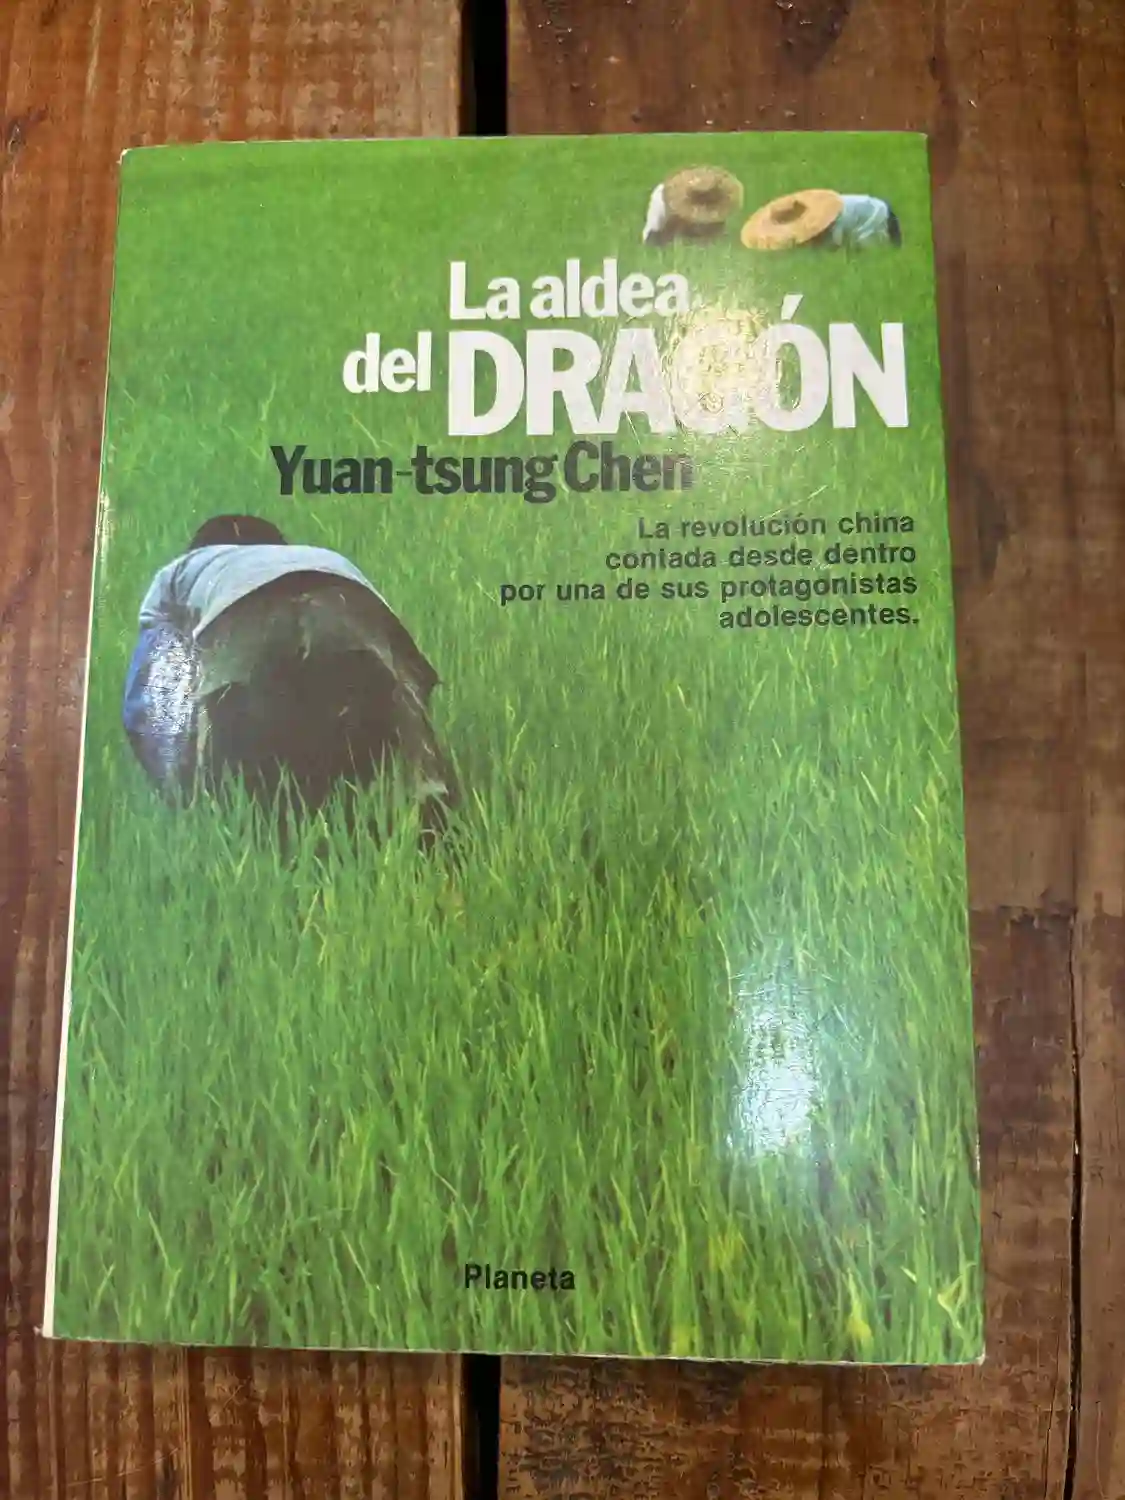 La aldea
del DRAGÓN
Yuan-tsung Chen
La revolución china
contada desde dentro
por una de sus protagonistas
adolescentes.
Planeta